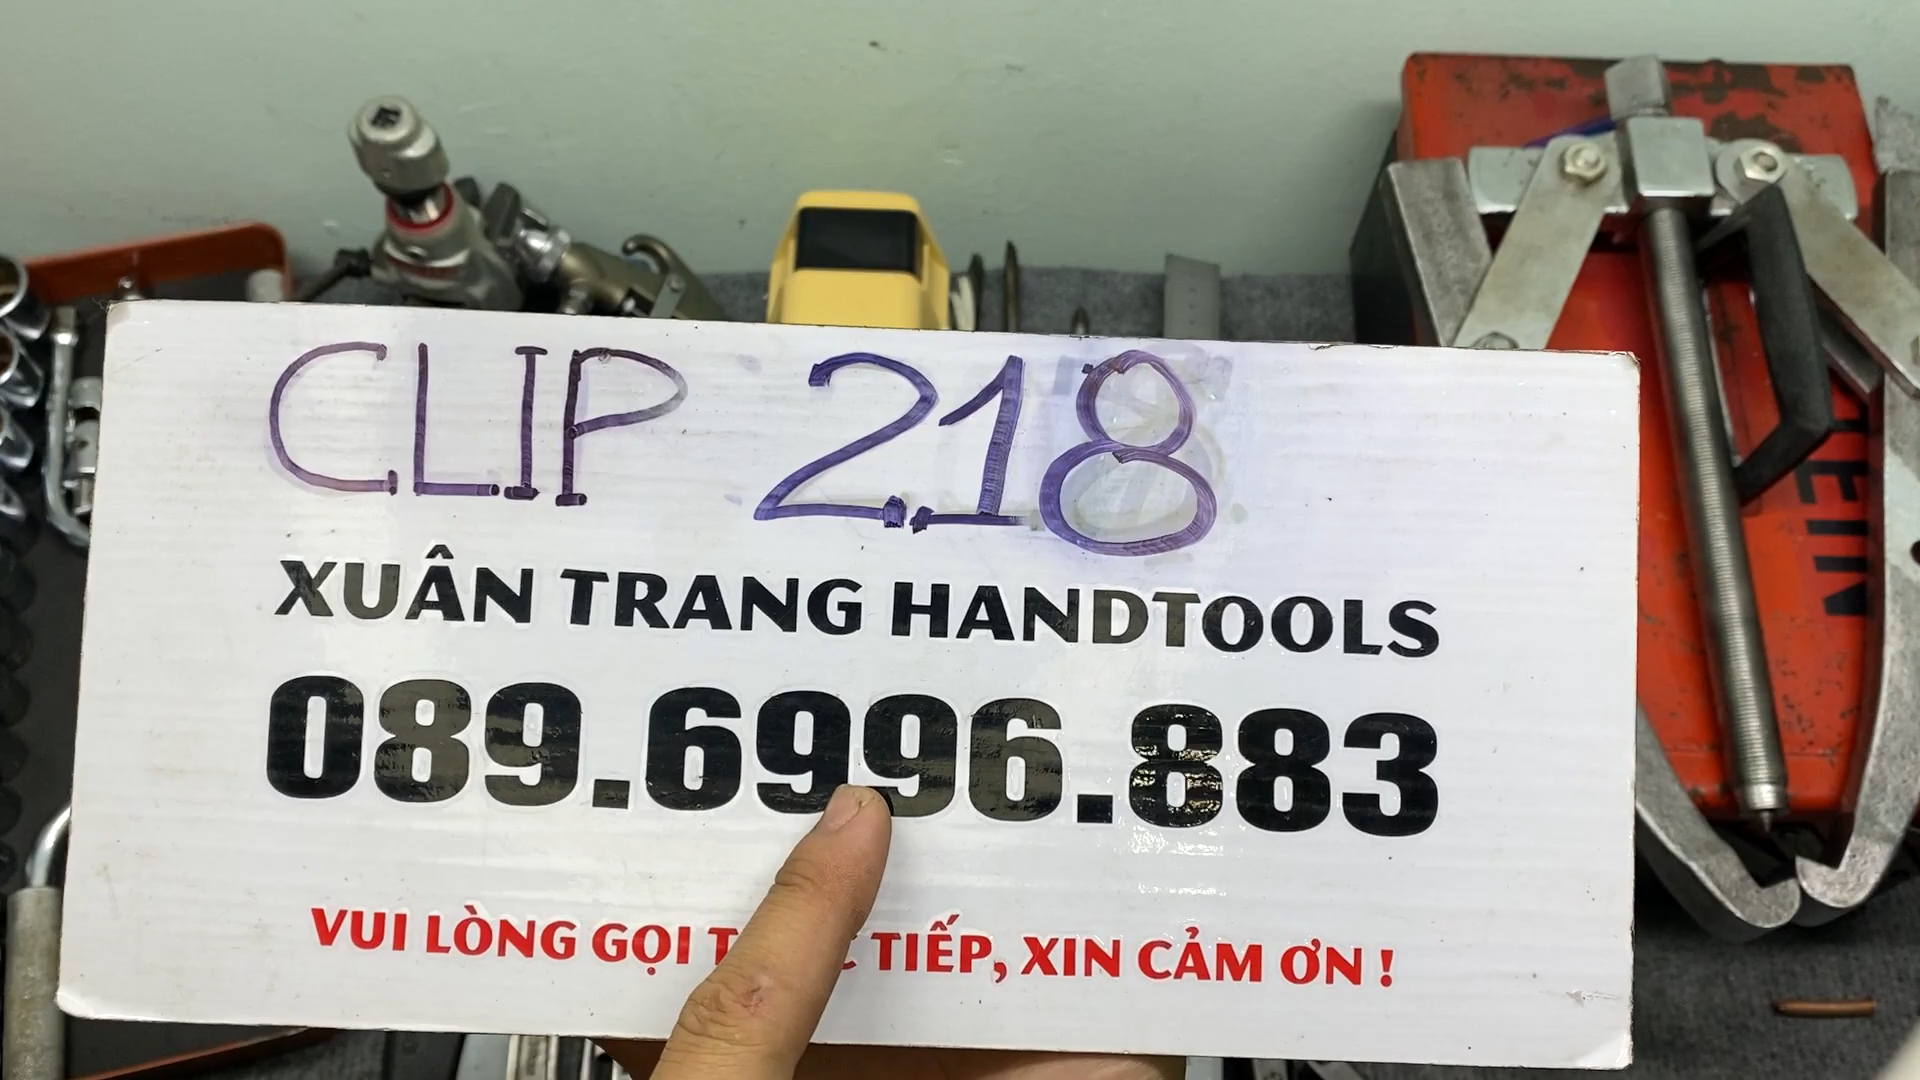 CLIP 218
XUÂN TRANG HANDTOOLS
089.6996.883
VUI LÒNG GỌI TIẾP, XIN CẢM ƠN !